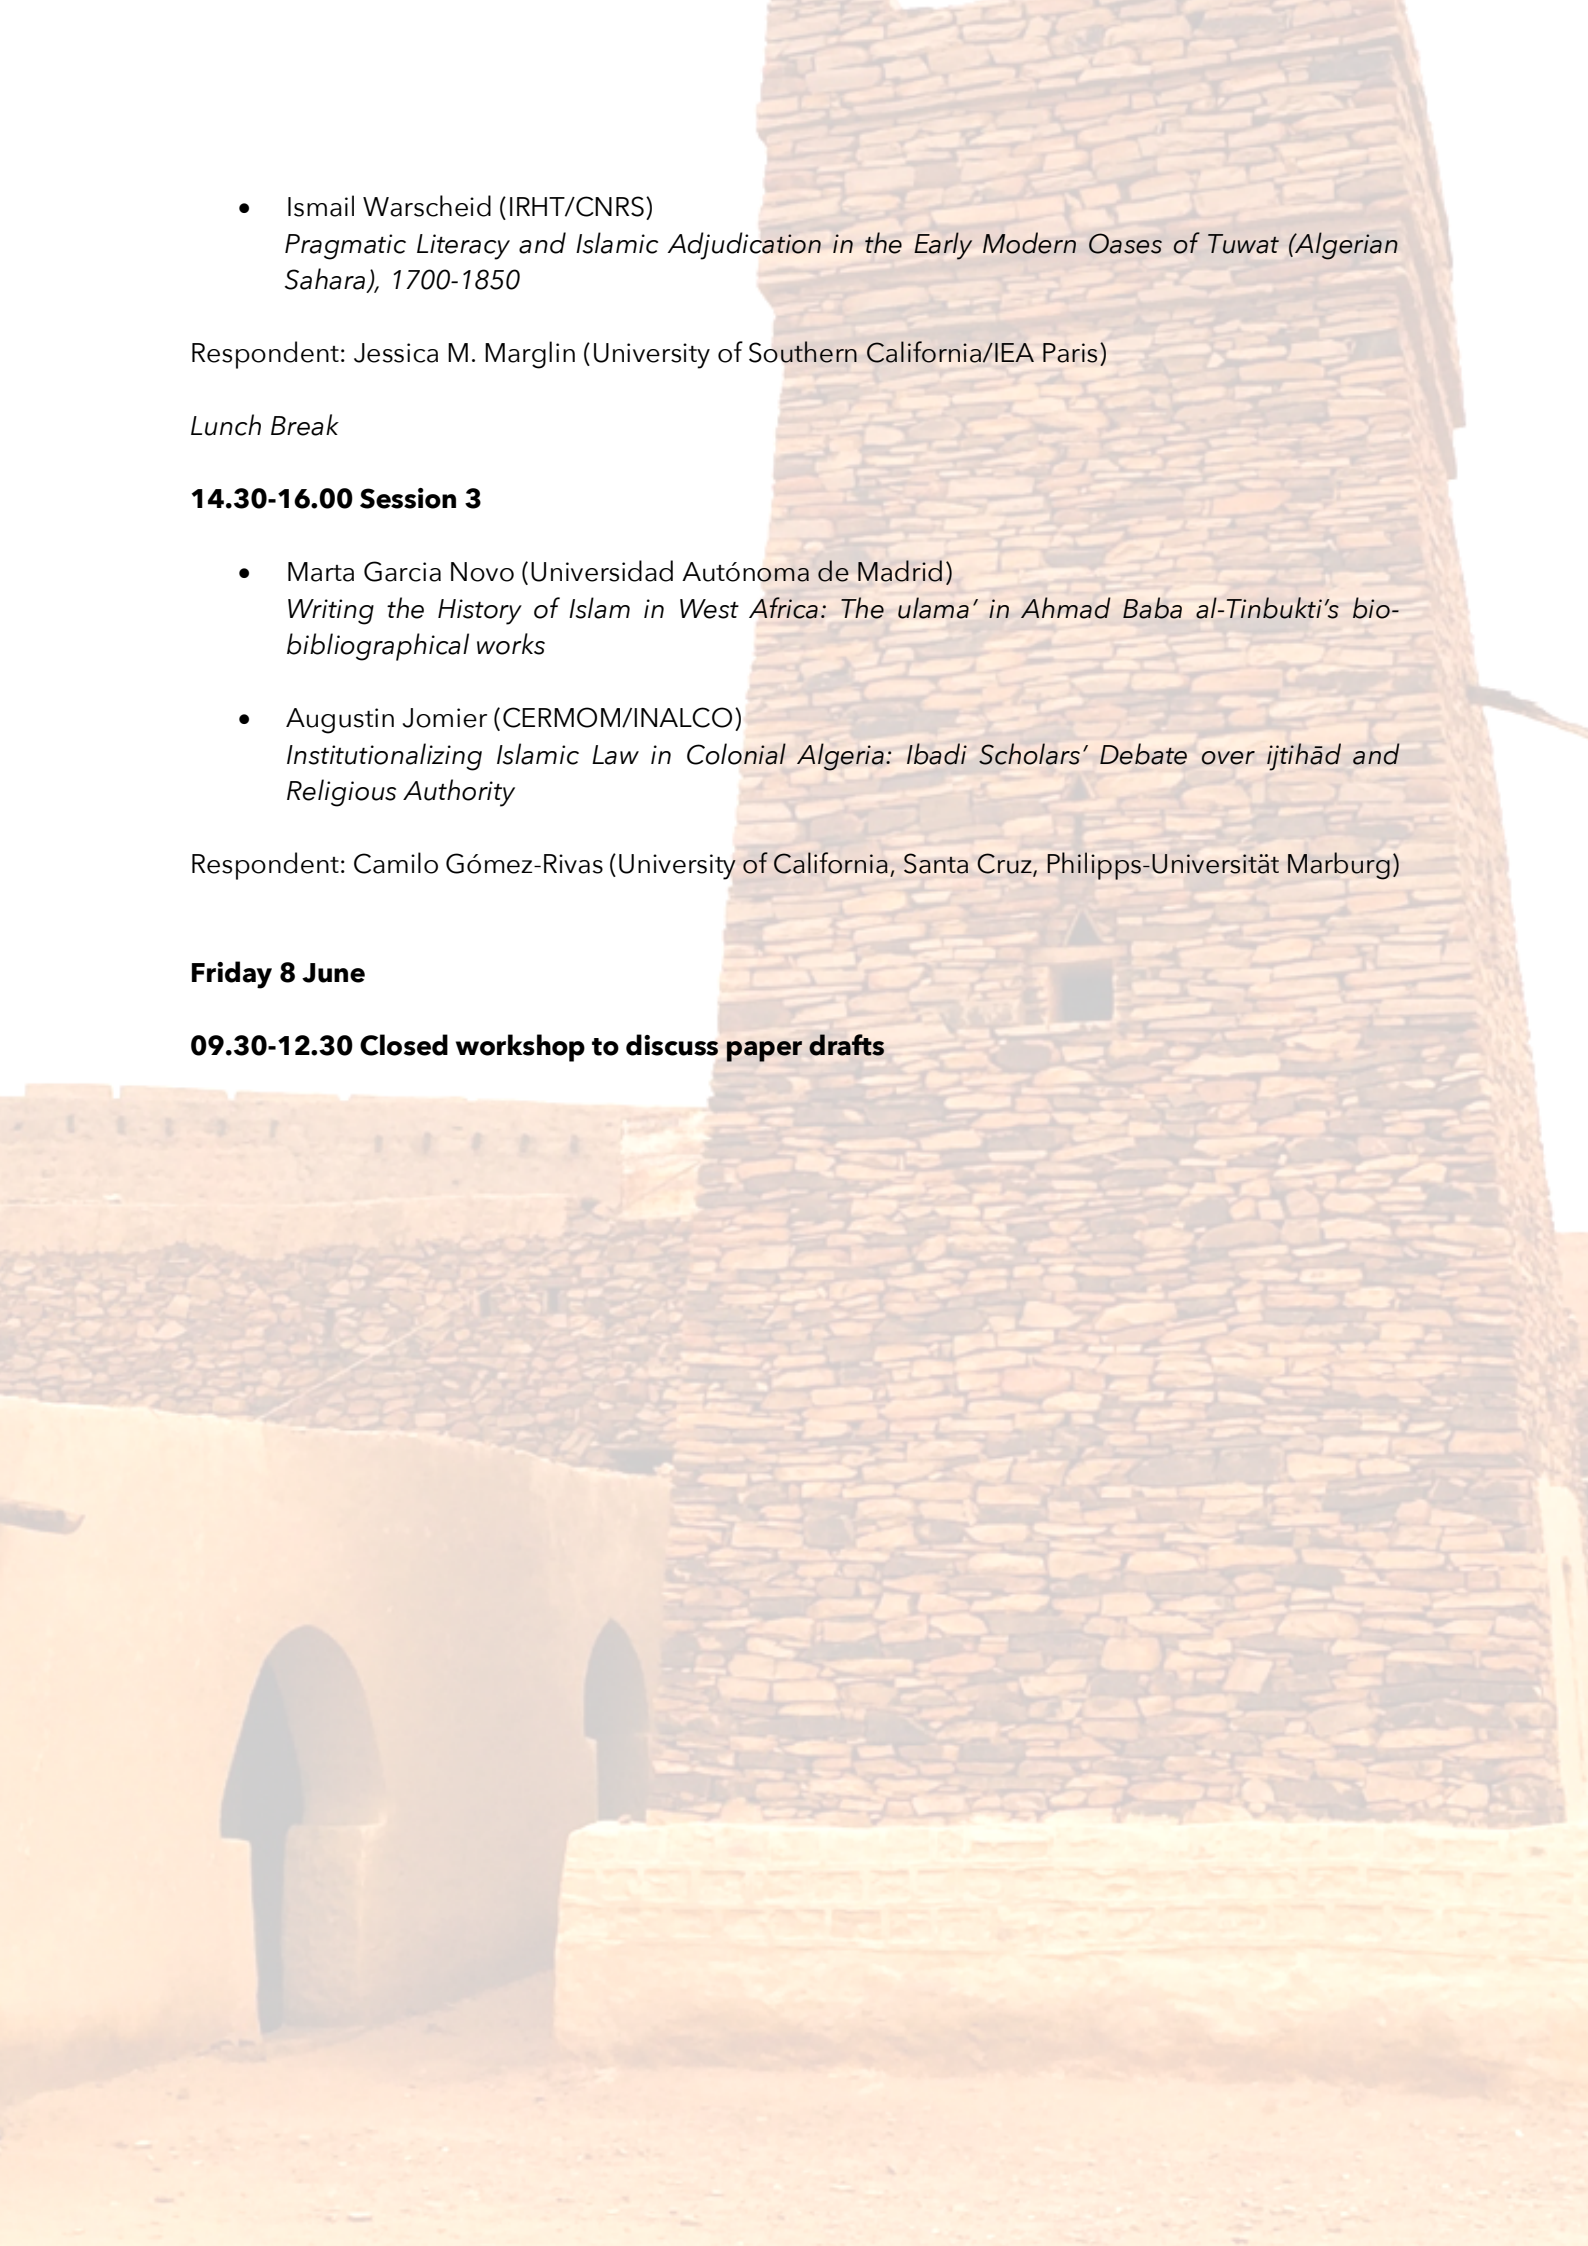 • Ismail Warscheid (IRHT/CNRS)
Pragmatic Literacy and Islamic Adjudication in the Early Modern Oases of Tuwat (Algerian
Sahara), 1700-1850
Respondent: Jessica M. Marglin (University of Southern California/IEA Paris)
Lunch Break
14.30-16.00 Session 3
• Marta Garcia Novo (Universidad Autónoma de Madrid)
Writing the History of Islam in West Africa: The ulama’ in Ahmad Baba al-Tinbukti’s bio-
bibliographical works
• Augustin Jomier (CERMOM/INALCO)
Institutionalizing Islamic Law in Colonial Algeria: Ibadi Scholars’ Debate over ijtihād and
Religious Authority
Respondent: Camilo Gómez-Rivas (University of California, Santa Cruz, Philipps-Universität Marburg)
Friday 8 June
09.30-12.30 Closed workshop to discuss paper drafts